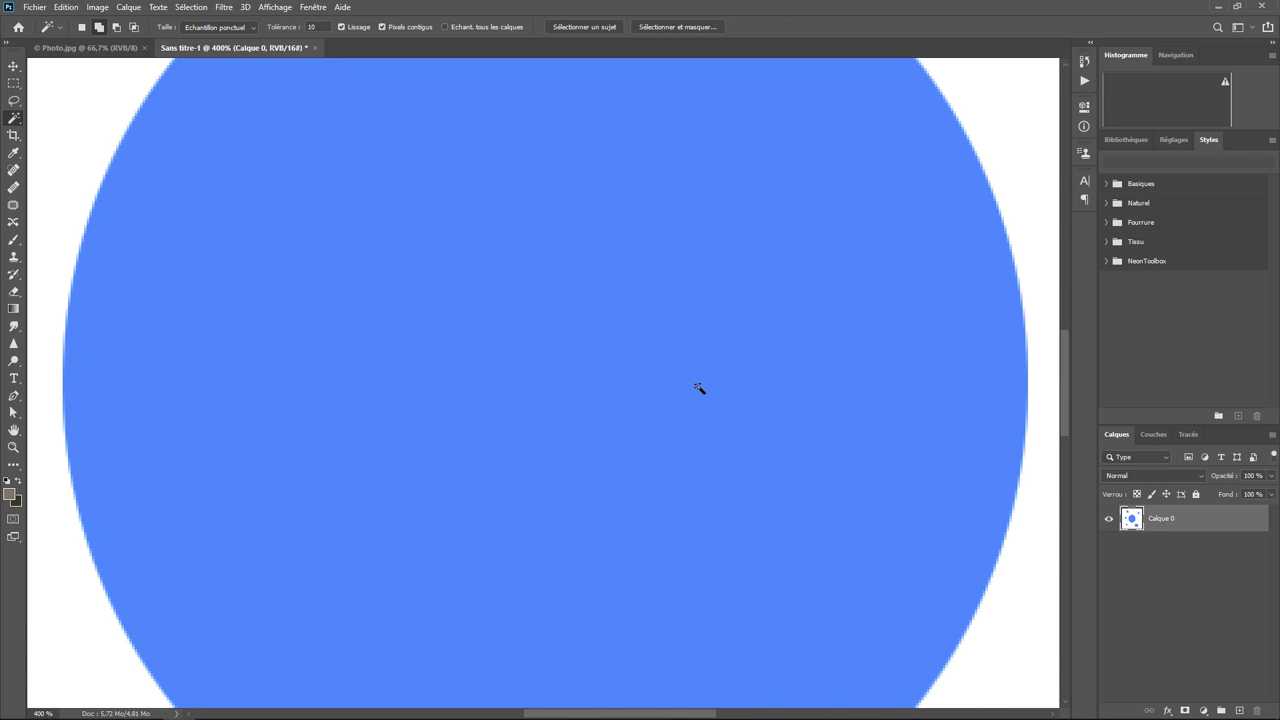 Ps Fichier Edition Image Calque Texte Sélection Filtre 3D Affichage Fenêtre Aide
Taille : Echantillon ponctuel Tolérance : 10 Lissage Pixels contigus Echant. tous les calques Sélectionner un sujet Sélectionner et masquer...
© Photo.jpg @ 66,7% (RVB/8) × Sans titre-1 @ 400% (Calque 0, RVB/16#) * ×
Histogramme Navigation
Bibliothèques Réglages Styles
Basiques
Naturel
Fourrure
Tissu
NeonToolbox
Calques Couches Tracés
Type
Normal Opacité : 100 %
Verrou : Fond : 100 %
Calque 0
400 % Doc : 5,72 Mo/4,81 Mo